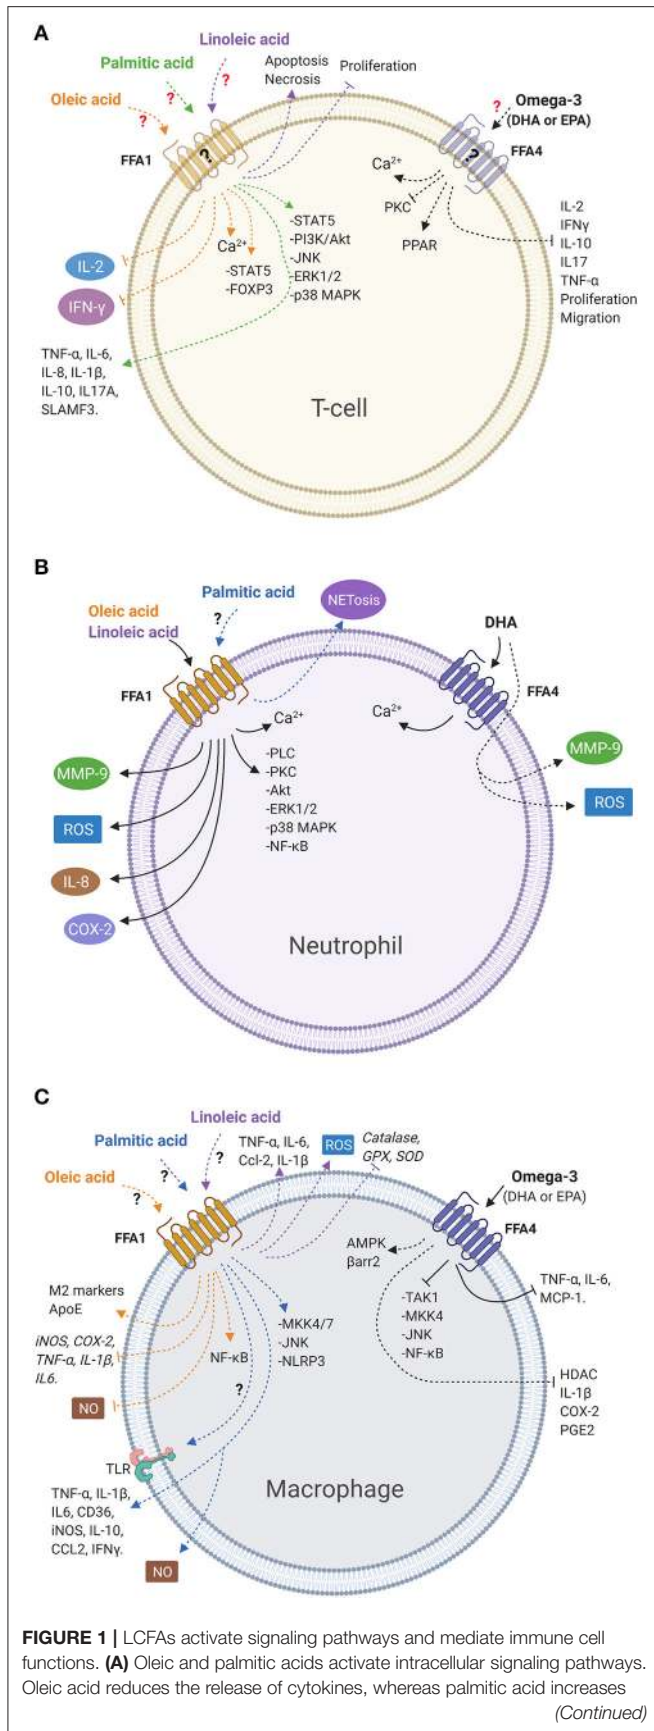 A
Linoleic acid
Palmitic acid
Oleic acid
?
?
?
FFA1
?
Apoptosis
Necrosis
Proliferation
?
Omega-3
(DHA or EPA)
FFA4
?
Ca²⁺
PKC
PPAR
IL-2
IFNγ
IL-10
IL17
TNF-α
Proliferation
Migration
IL-2
IFN-γ
Ca²⁺
-STAT5
-FOXP3
-STAT5
-PI3K/Akt
-JNK
-ERK1/2
-p38 MAPK
TNF-α, IL-6,
IL-8, IL-1β,
IL-10, IL17A,
SLAMF3.
T-cell
B
Oleic acid
Linoleic acid
Palmitic acid
?
NETosis
FFA1
DHA
FFA4
Ca²⁺
Ca²⁺
MMP-9
ROS
IL-8
COX-2
-PLC
-PKC
-Akt
-ERK1/2
-p38 MAPK
-NF-κB
MMP-9
ROS
Neutrophil
C
Linoleic acid
Palmitic acid
Oleic acid
?
?
?
FFA1
TNF-α, IL-6,
Ccl-2, IL-1β
ROS
Catalase,
GPX, SOD
Omega-3
(DHA or EPA)
FFA4
AMPK
βarr2
-TAK1
-MKK4
-JNK
-NF-κB
TNF-α, IL-6,
MCP-1.
HDAC
IL-1β
COX-2
PGE2
M2 markers
ApoE
iNOS, COX-2,
TNF-α, IL-1β,
IL6.
NO
NF-κB
?
-MKK4/7
-JNK
-NLRP3
TLR
TNF-α, IL-1β,
IL6, CD36,
iNOS, IL-10,
CCL2, IFNγ.
NO
Macrophage
FIGURE 1 | LCFAs activate signaling pathways and mediate immune cell
functions. (A) Oleic and palmitic acids activate intracellular signaling pathways.
Oleic acid reduces the release of cytokines, whereas palmitic acid increases
(Continued)